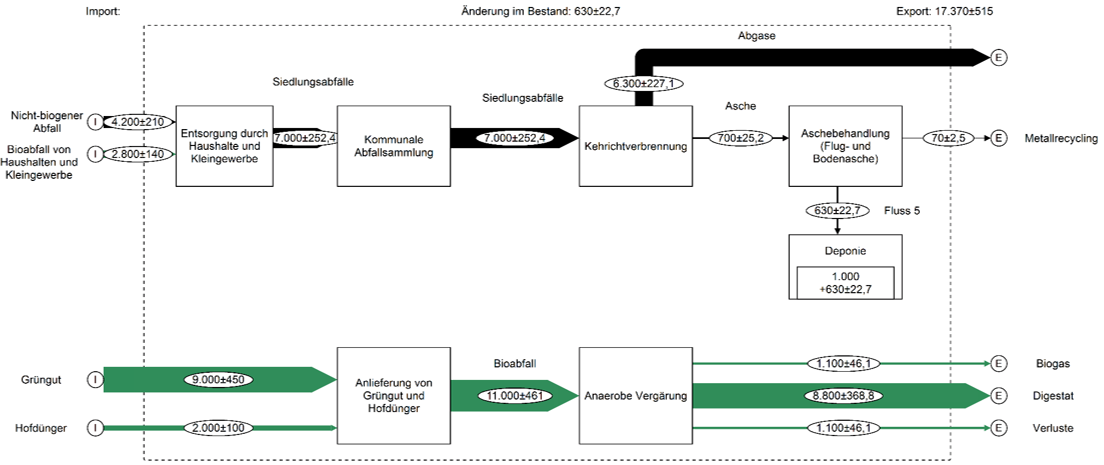 Import:
Änderung im Bestand: 630±22,7
Export: 17.370±515
Abgase
E
6.300±227,1
Siedlungsabfälle
Siedlungsabfälle
Asche
Nicht-biogener
Abfall
I
4.200±210
Bioabfall von
Haushalten und
Kleingewerbe
I
2.800±140
Entsorgung durch
Haushalte und
Kleingewerbe
7.000±252,4
Kommunale
Abfallsammlung
7.000±252,4
Kehrichtverbrennung
700±25,2
Aschebehandlung
(Flug- und
Bodenasche)
70±2,5
E
Metallrecycling
630±22,7
Fluss 5
Deponie
1.000
+630±22,7
Grüngut
I
9.000±450
Hofdünger
I
2.000±100
Anlieferung von
Grüngut und
Hofdünger
Bioabfall
11.000±461
Anaerobe Vergärung
1.100±46,1
E
Biogas
8.800±368,8
E
Digestat
1.100±46,1
E
Verluste